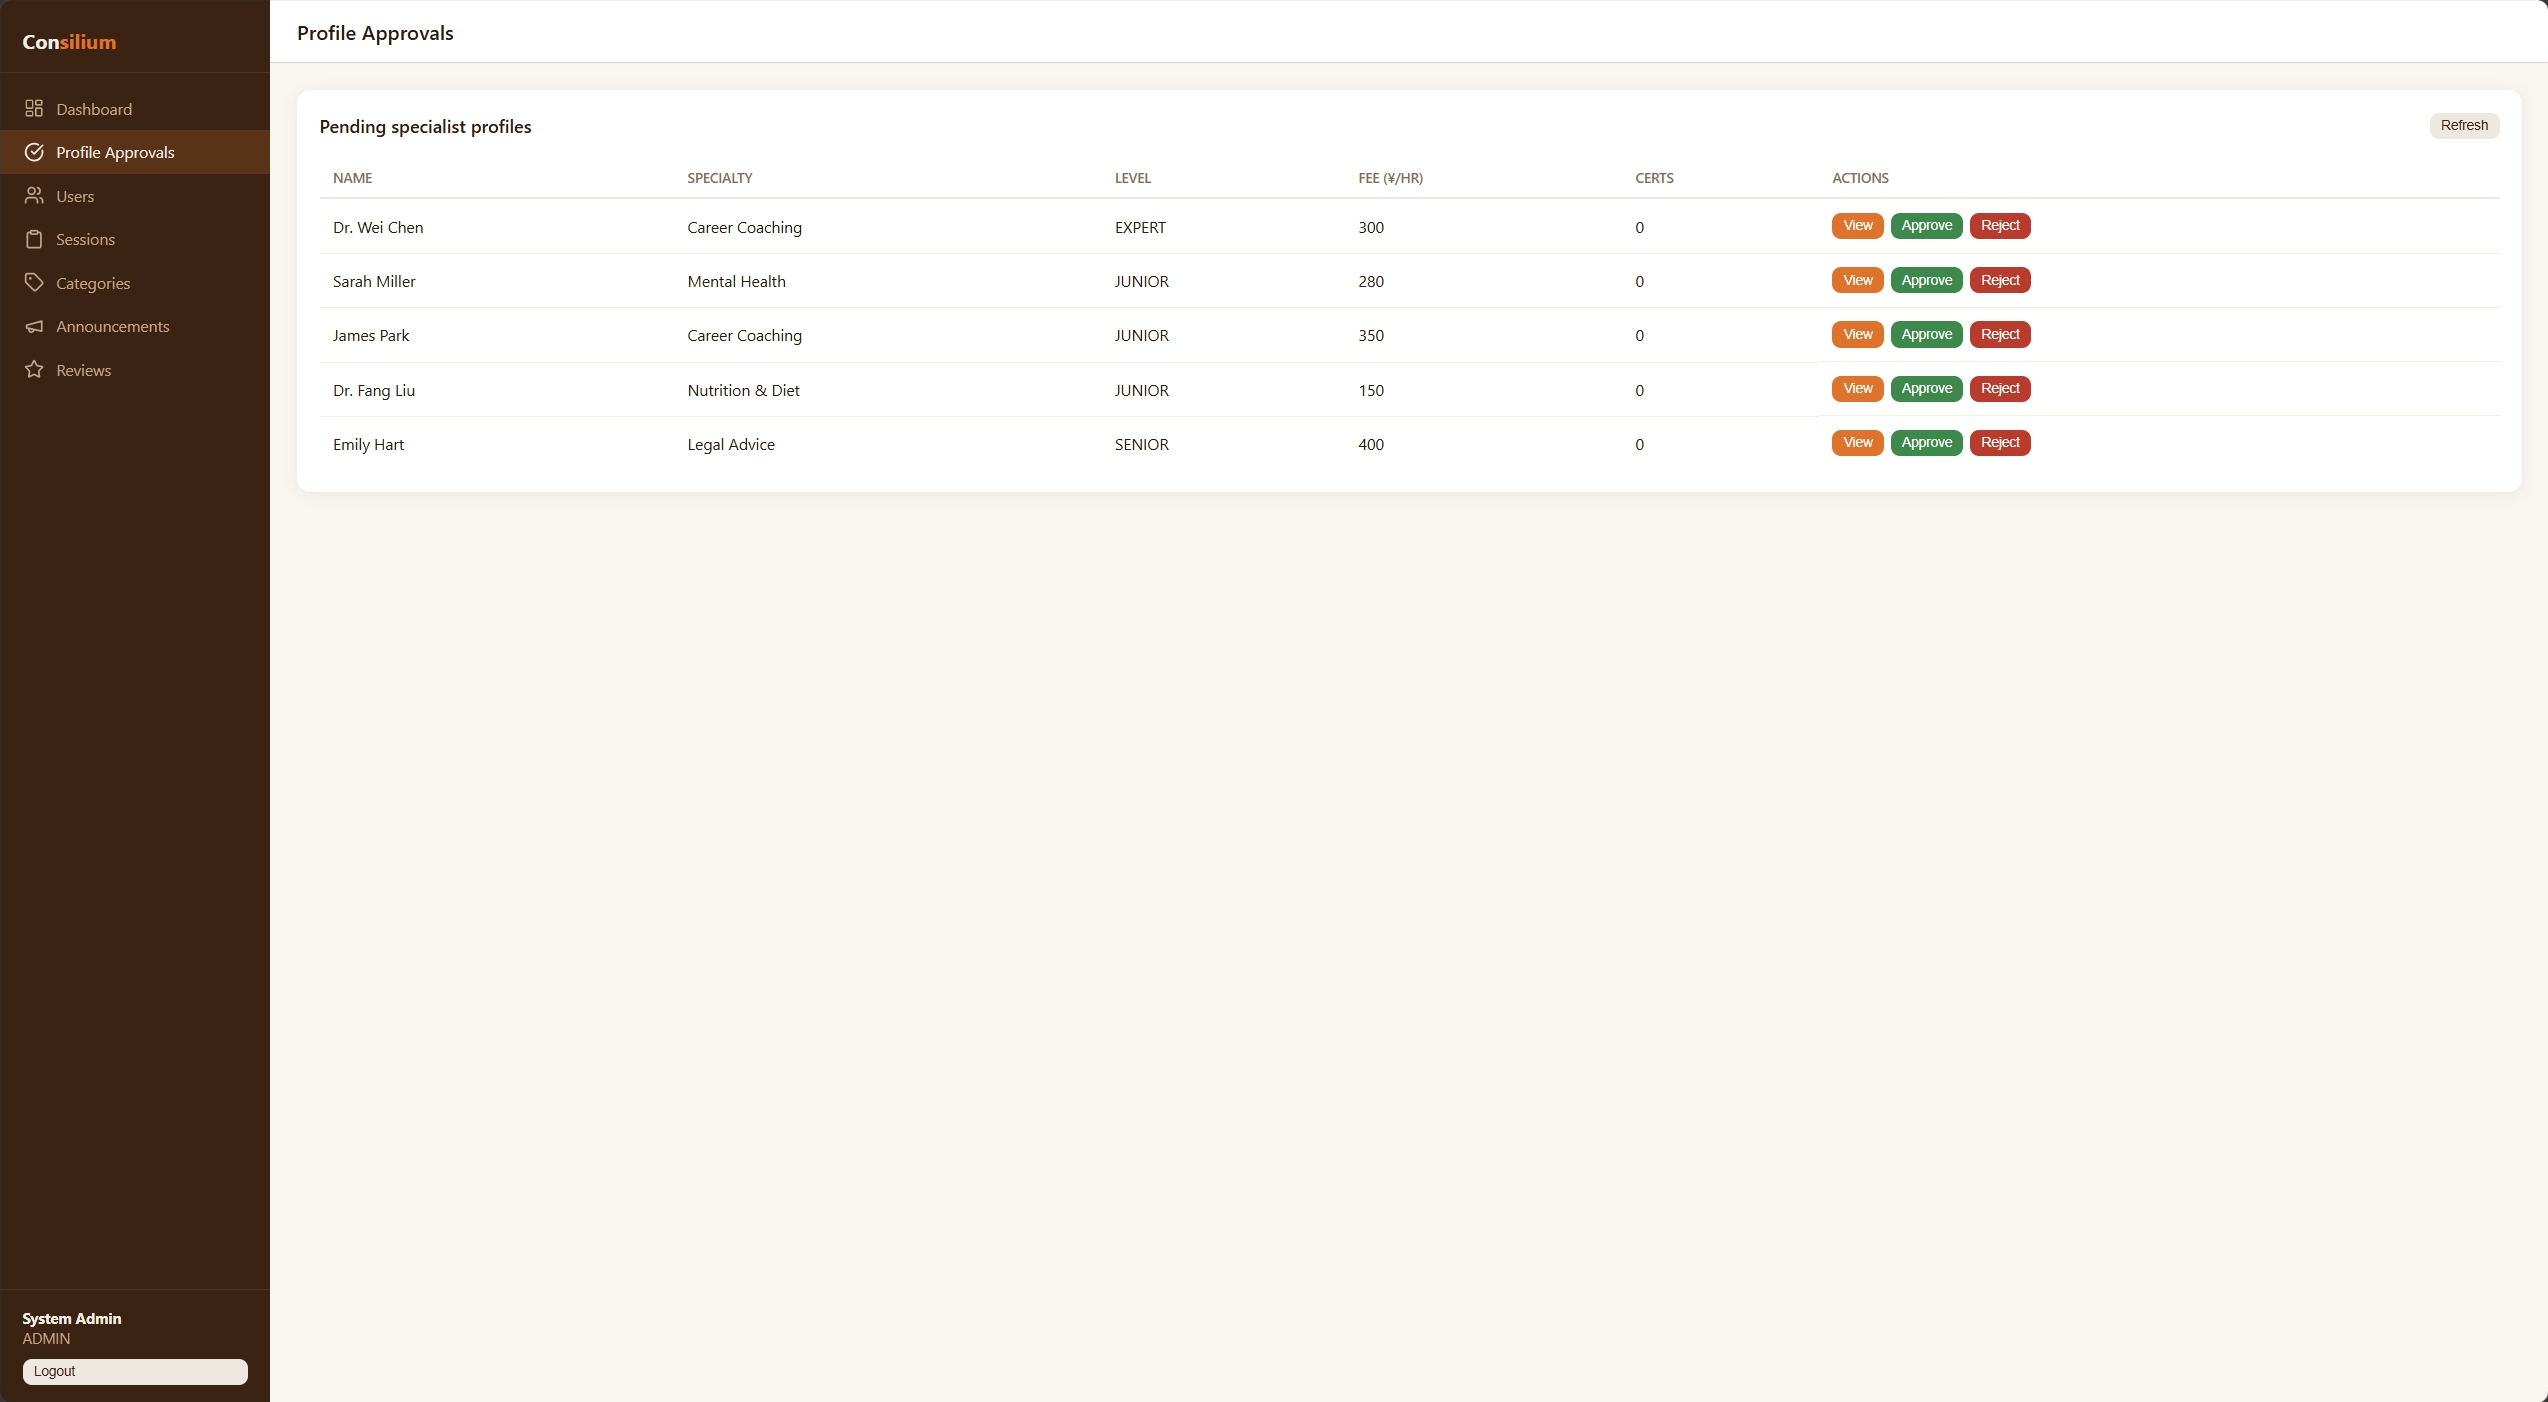 Consilium
Profile Approvals
Dashboard
Profile Approvals
Users
Sessions
Categories
Announcements
Reviews
Pending specialist profiles
Refresh
NAME SPECIALTY LEVEL FEE (¥/HR) CERTS ACTIONS
Dr. Wei Chen Career Coaching EXPERT 300 0 View Approve Reject
Sarah Miller Mental Health JUNIOR 280 0 View Approve Reject
James Park Career Coaching JUNIOR 350 0 View Approve Reject
Dr. Fang Liu Nutrition & Diet JUNIOR 150 0 View Approve Reject
Emily Hart Legal Advice SENIOR 400 0 View Approve Reject
System Admin
ADMIN
Logout